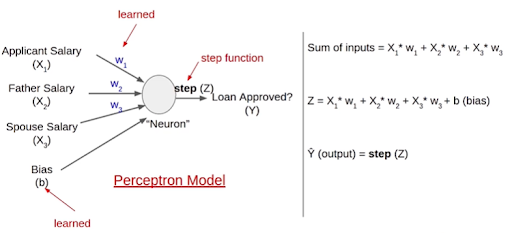 learned
Applicant Salary
(X1)
w1
step function
Father Salary
(X2)
w2
step (Z)
Loan Approved?
(Y)
w3
Spouse Salary
(X3)
"Neuron"
Bias
(b)
Perceptron Model
learned
Sum of inputs = X1* w1 + X2* w2 + X3* w3
Z = X1* w1 + X2* w2 + X3* w3 + b (bias)
Ŷ (output) = step (Z)